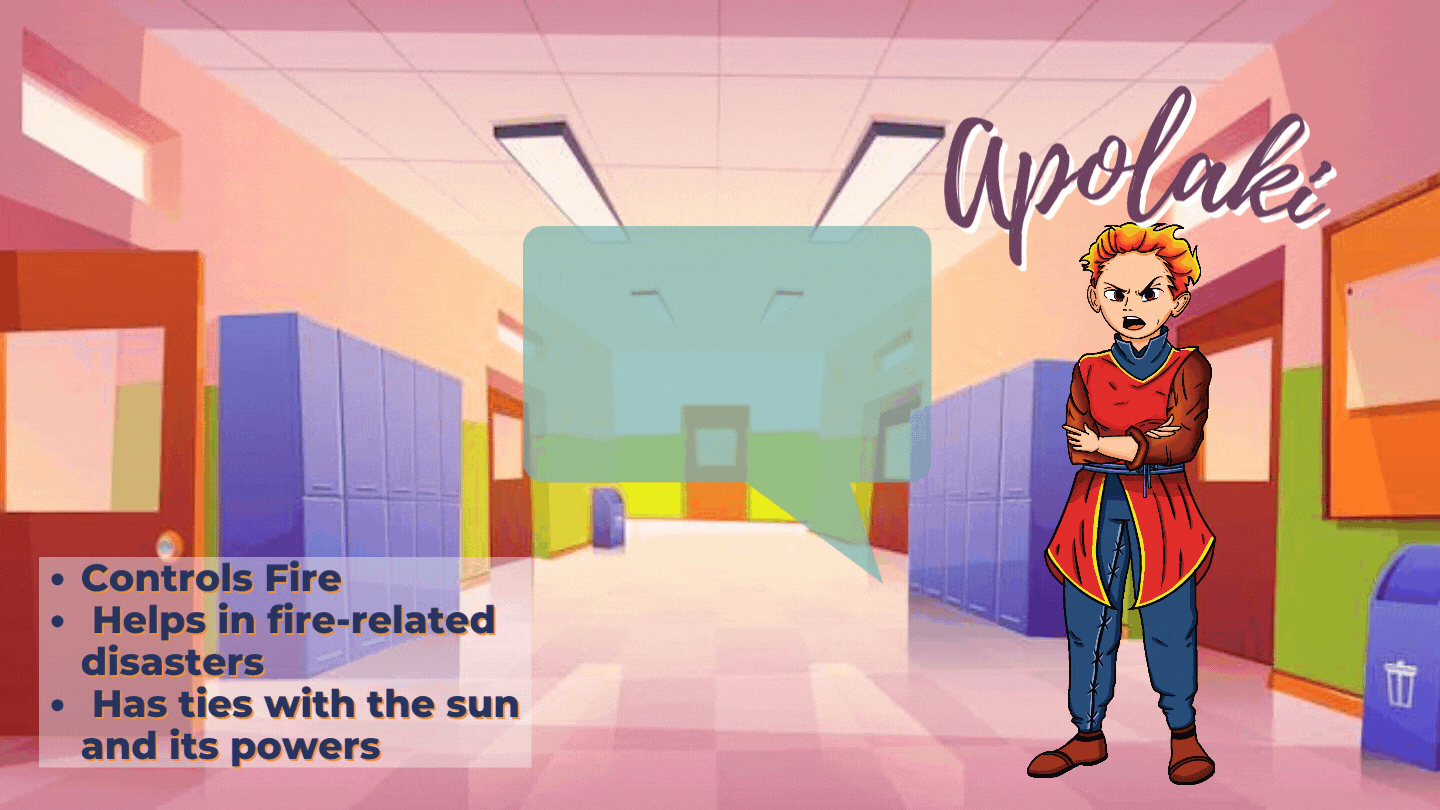 apolaki
• Controls Fire
• Helps in fire-related
disasters
• Has ties with the sun
and its powers